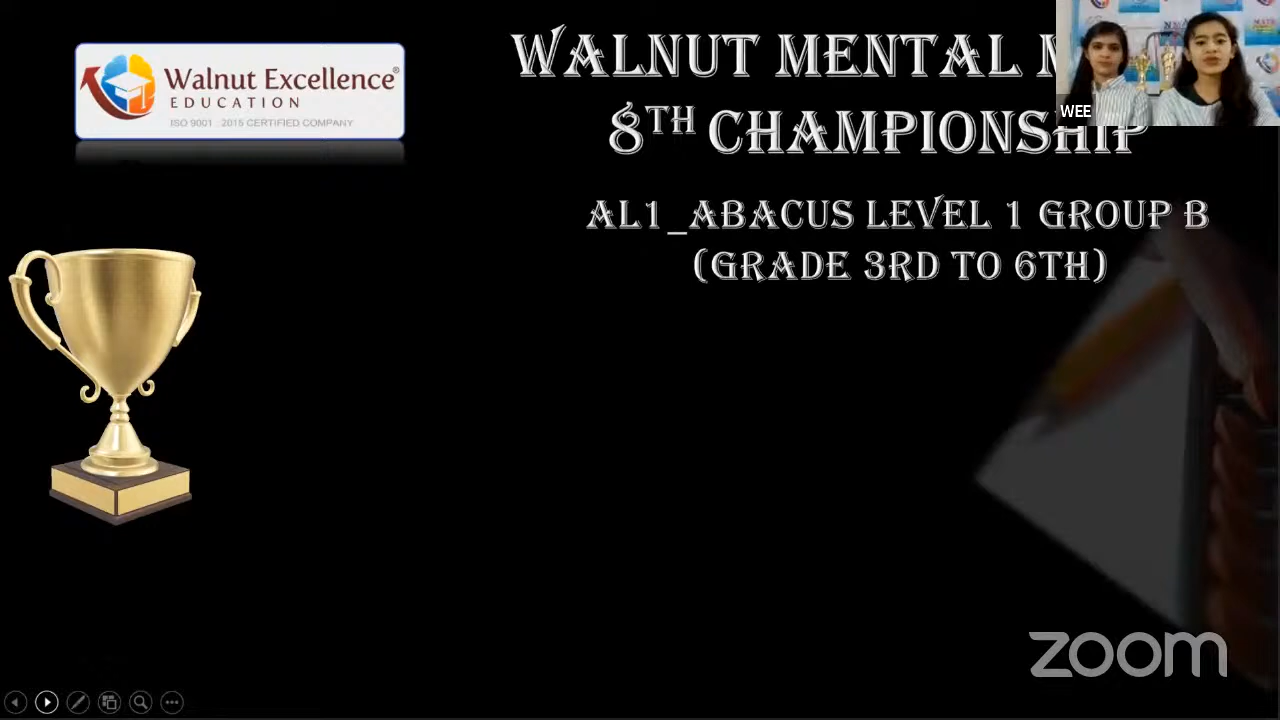 Walnut Excellence®
EDUCATION
ISO 9001 : 2015 CERTIFIED COMPANY
WALNUT MENTAL M
8TH CHAMPIONSHIP
AL1_ABACUS LEVEL 1 GROUP B
(GRADE 3RD TO 6TH)
WEE
zoom